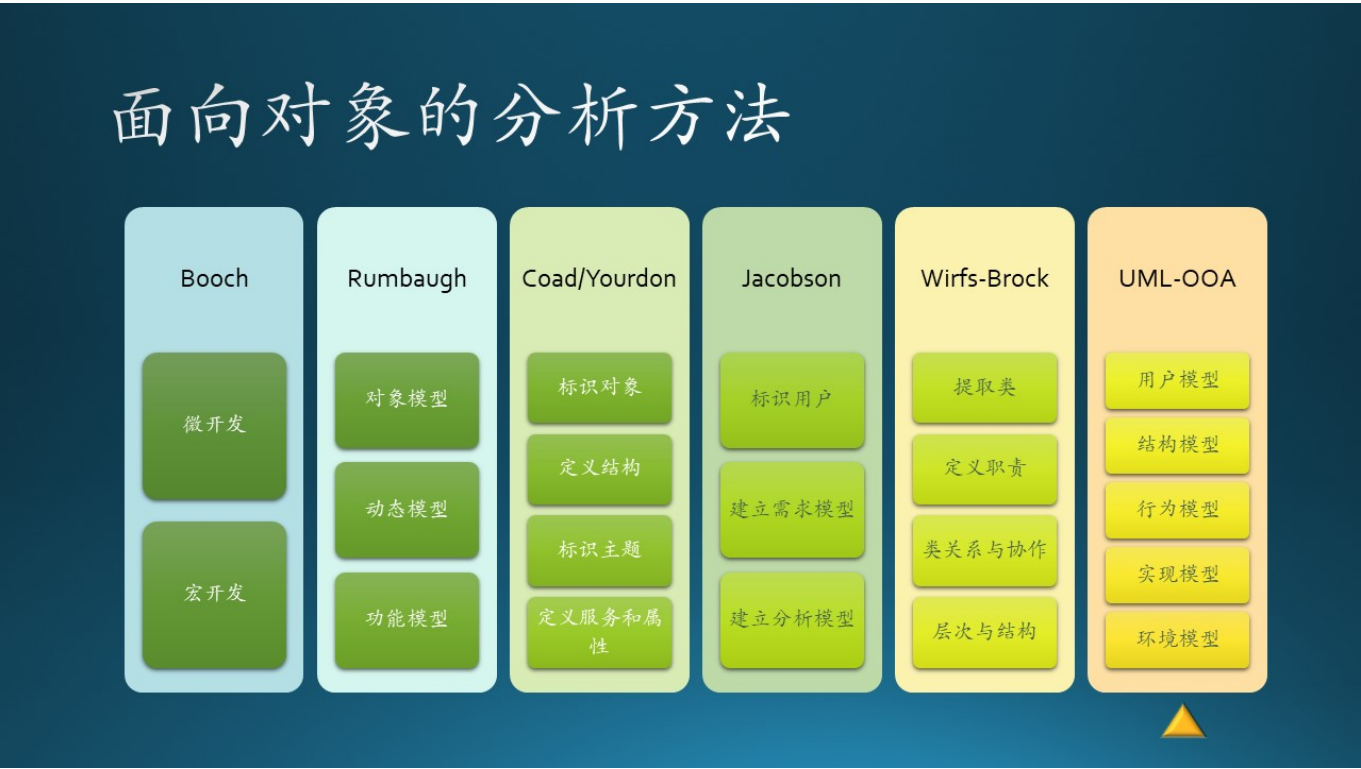 面向对象的分析方法
Booch
微开发
宏开发
Rumbaugh
对象模型
动态模型
功能模型
Coad/Yourdon
标识对象
定义结构
标识主题
定义服务和属
性
Jacobson
标识用户
建立需求模型
建立分析模型
Wirfs-Brock
提取类
定义职责
类关系与协作
层次与结构
UML-OOA
用户模型
结构模型
行为模型
实现模型
环境模型